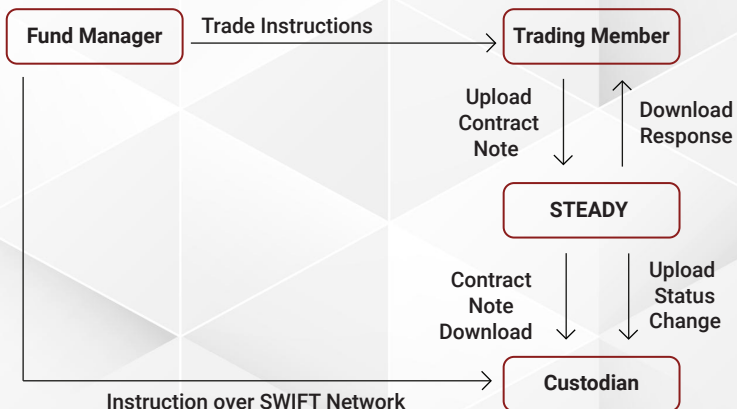 Fund Manager
Trade Instructions
Trading Member
Upload
Contract
Note
Download
Response
STEADY
Contract
Note
Download
Upload
Status
Change
Custodian
Instruction over SWIFT Network